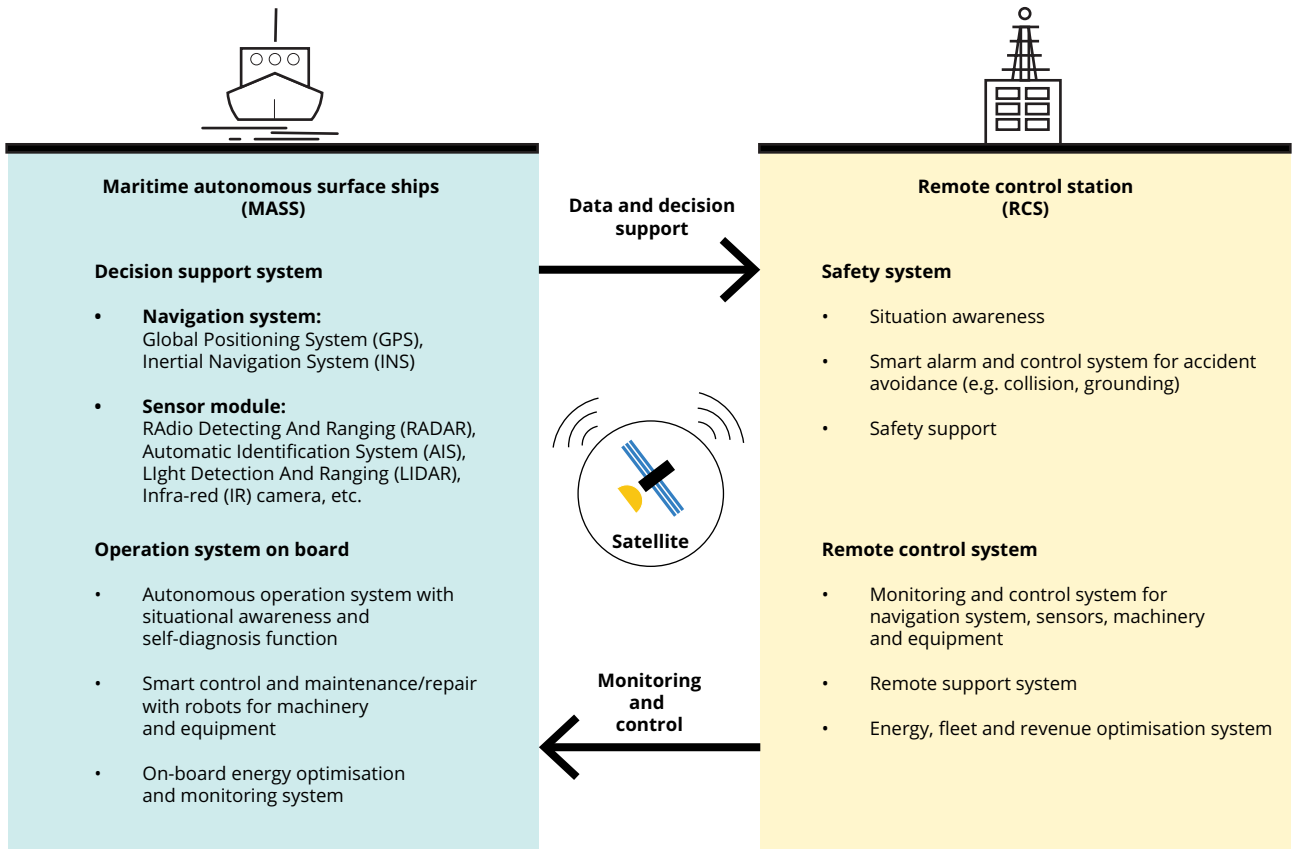 Maritime autonomous surface ships
(MASS)
Decision support system
• Navigation system:
Global Positioning System (GPS),
Inertial Navigation System (INS)
• Sensor module:
RAdio Detecting And Ranging (RADAR),
Automatic Identification System (AIS),
LIght Detection And Ranging (LIDAR),
Infra-red (IR) camera, etc.
Operation system on board
• Autonomous operation system with
situational awareness and
self-diagnosis function
• Smart control and maintenance/repair
with robots for machinery
and equipment
• On-board energy optimisation
and monitoring system
Data and decision
support
Satellite
Monitoring
and
control
Remote control station
(RCS)
Safety system
• Situation awareness
• Smart alarm and control system for accident
avoidance (e.g. collision, grounding)
• Safety support
Remote control system
• Monitoring and control system for
navigation system, sensors, machinery
and equipment
• Remote support system
• Energy, fleet and revenue optimisation system